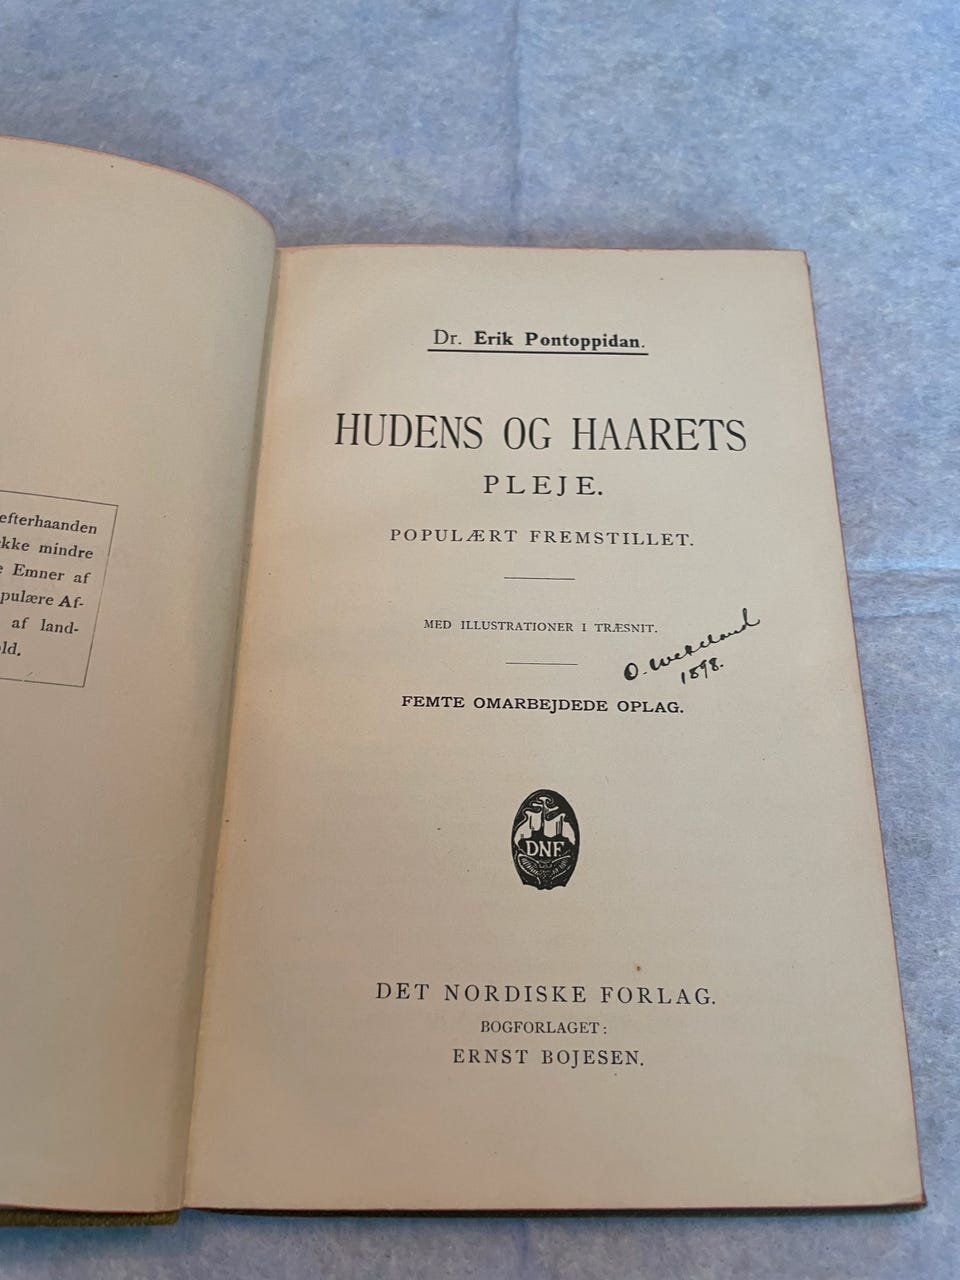 efterhaanden
kke mindre
e Emner af
pulære Af-
af land-
ld.
Dr. Erik Pontoppidan.
HUDENS OG HAARETS
PLEJE.
POPULÆRT FREMSTILLET.
MED ILLUSTRATIONER I TRÆSNIT.
O.
1898.
FEMTE OMARBEJDEDE OPLAG.
DNF
DET NORDISKE FORLAG.
BOGFORLAGET:
ERNST BOJESEN.